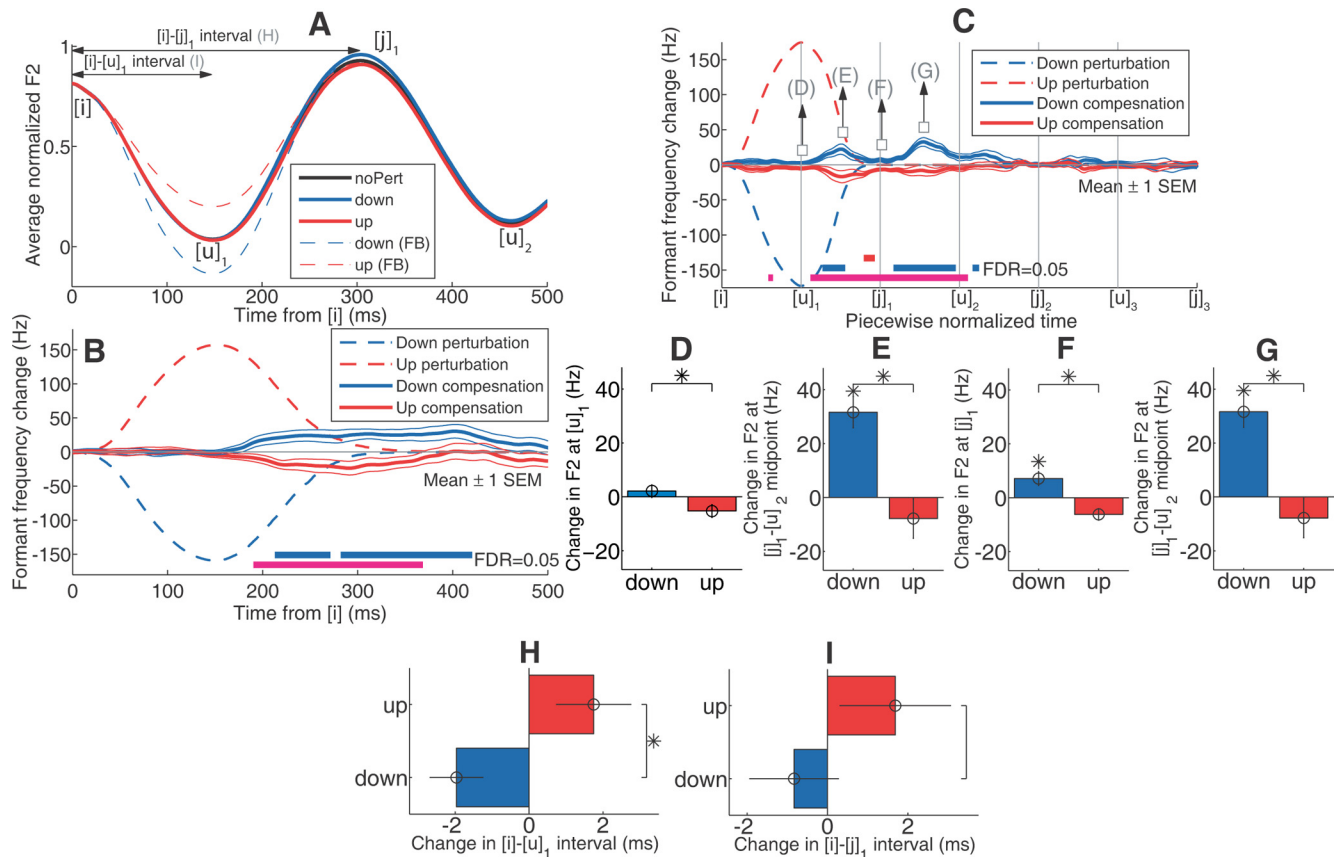 A
[i]-[j]1 interval (H)
[i]-[u]1 interval (I)
[j]1
[i]
[u]1
[u]2
noPert
down
up
down (FB)
up (FB)
Average normalized F2
1
0.5
0
0 100 200 300 400 500
Time from [i] (ms)
C
Down perturbation
Up perturbation
Down compesnation
Up compensation
(D) (E) (F) (G)
Mean ± 1 SEM
FDR=0.05
Formant frequency change (Hz)
150
100
50
0
-50
-100
-150
[i] [u]1 [j]1 [u]2 [j]2 [u]3 [j]3
Piecewise normalized time
B
Down perturbation
Up perturbation
Down compesnation
Up compensation
Mean ± 1 SEM
FDR=0.05
Formant frequency change (Hz)
150
100
50
0
-50
-100
-150
0 100 200 300 400 500
Time from [i] (ms)
D
Change in F2 at [u]1 (Hz)
40
20
0
−20
down up
E
Change in F2 at
[j]1-[u]2 midpoint (Hz)
40
20
0
-20
down up
F
Change in F2 at [j]1 (Hz)
40
20
0
-20
down up
G
Change in F2 at
[j]1-[u]2 midpoint (Hz)
40
20
0
-20
down up
H
up
down
-2 0 2
Change in [i]-[u]1 interval (ms)
I
up
down
-2 0 2
Change in [i]-[j]1 interval (ms)